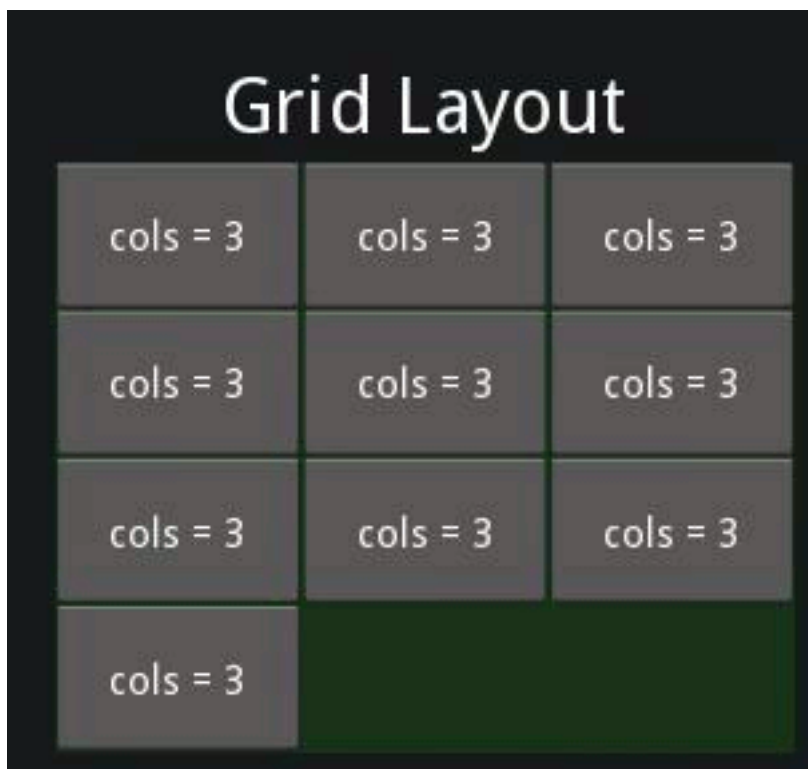 Grid Layout
cols = 3 cols = 3 cols = 3
cols = 3 cols = 3 cols = 3
cols = 3 cols = 3 cols = 3
cols = 3